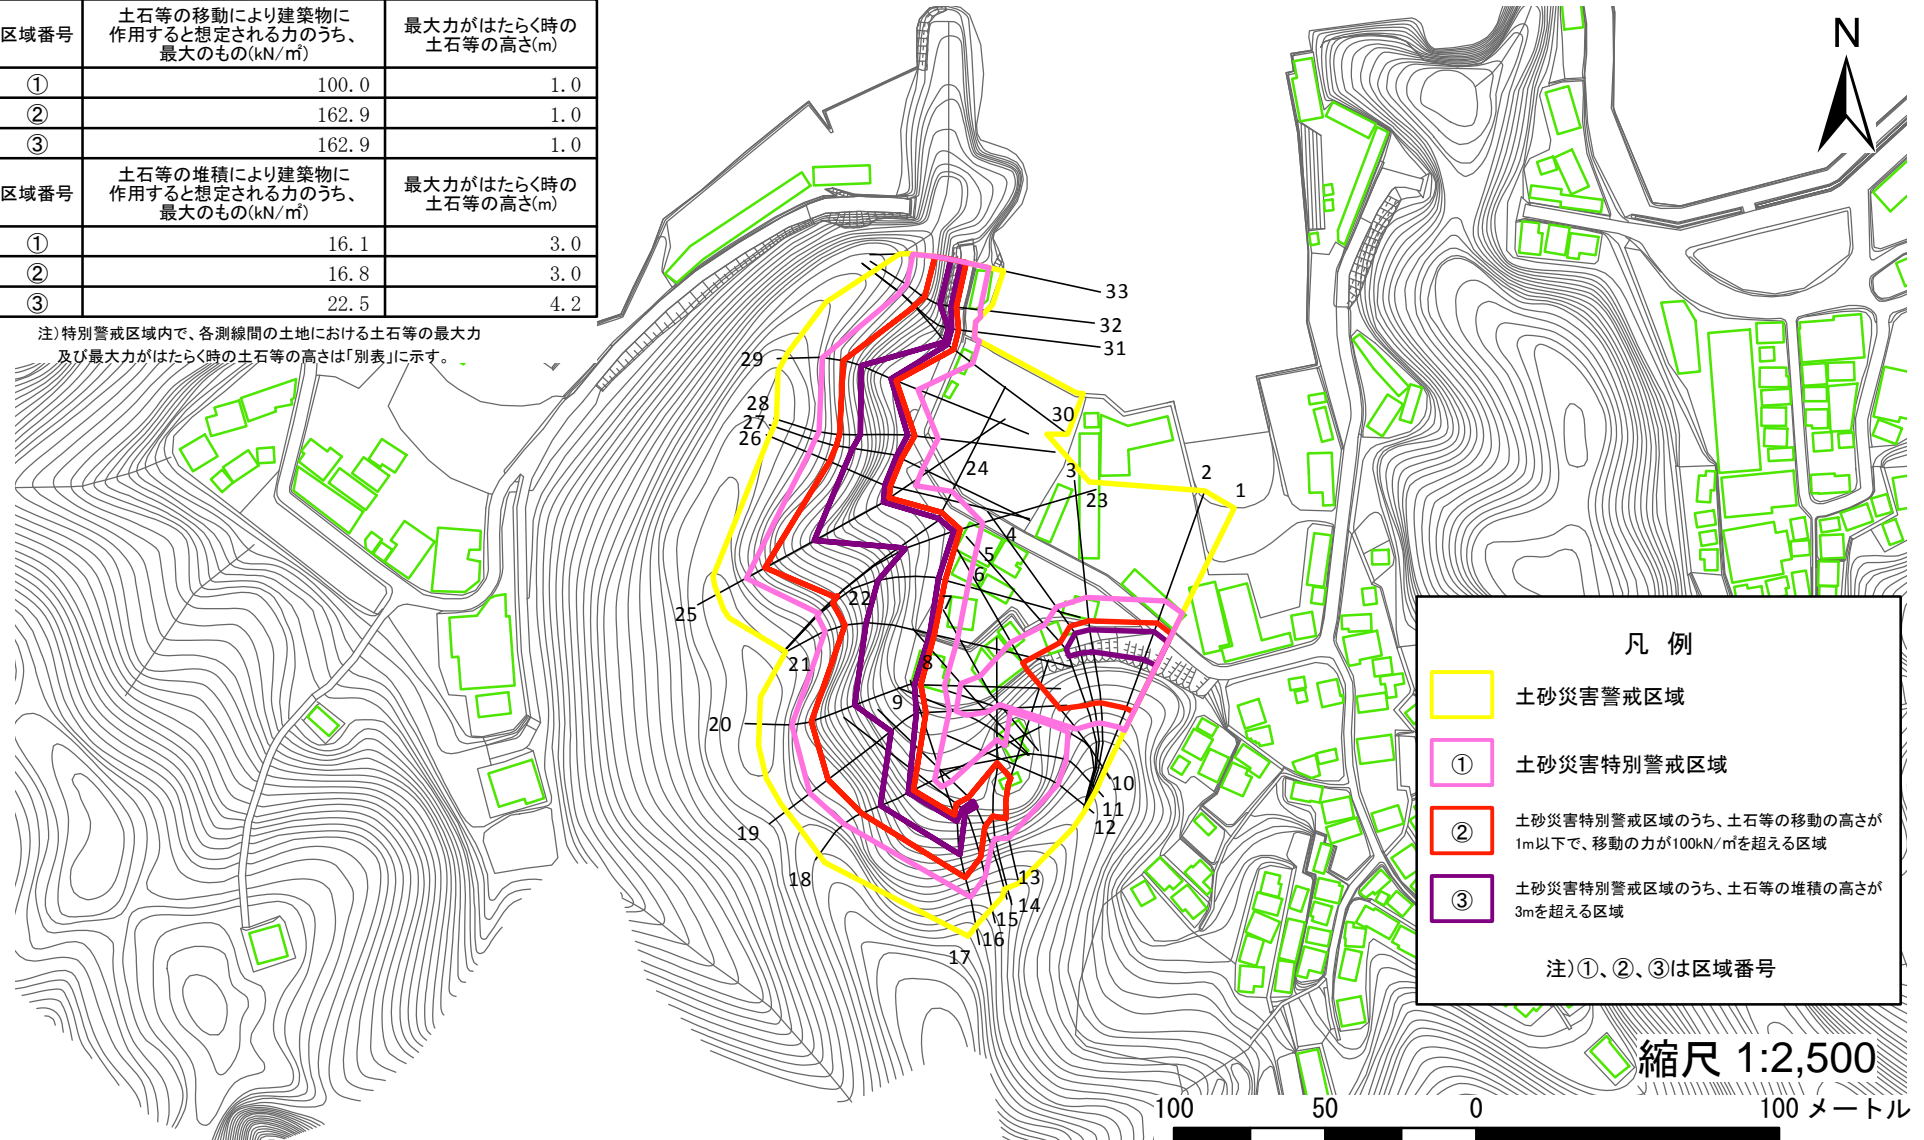 区域番号
土石等の移動により建築物に
作用すると想定される力のうち、
最大のもの(kN/㎡)
最大力がはたらく時の
土石等の高さ(m)
① 100.0 1.0
② 162.9 1.0
③ 162.9 1.0
区域番号
土石等の堆積により建築物に
作用すると想定される力のうち、
最大のもの(kN/㎡)
最大力がはたらく時の
土石等の高さ(m)
① 16.1 3.0
② 16.8 3.0
③ 22.5 4.2
注)特別警戒区域内で、各測線間の土地における土石等の最大力
及び最大力がはたらく時の土石等の高さは「別表」に示す。
N
33
32
31
29
28
27
26
30
24
3
2
1
23
4
5
6
7
22
25
21
8
9
20
10
11
12
19
18
13
14
15
16
17
凡 例
土砂災害警戒区域
① 土砂災害特別警戒区域
② 土砂災害特別警戒区域のうち、土石等の移動の高さが
1m以下で、移動の力が100kN/㎡を超える区域
③ 土砂災害特別警戒区域のうち、土石等の堆積の高さが
3mを超える区域
注)①、②、③は区域番号
縮尺 1:2,500
100 50 0 100 メートル